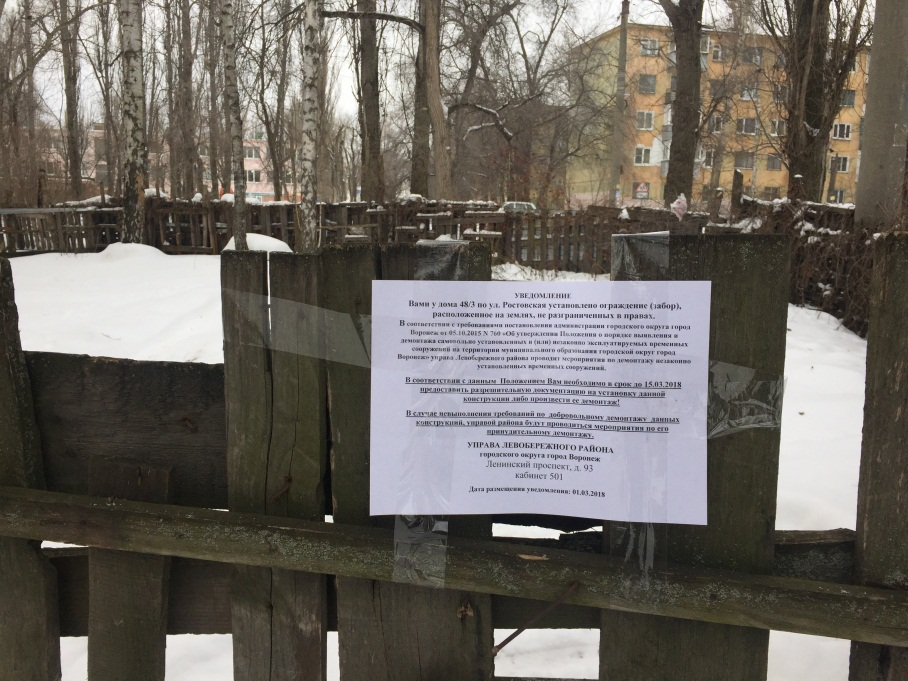 УВЕДОМЛЕНИЕ
Вами у дома 48/3 по ул. Ростовская установлено ограждение (забор),
расположенное на землях, не разграниченных в правах.
В соответствии с требованиями постановления администрации городского округа город
Воронеж от 05.10.2015 N 760 «Об утверждении Положения о порядке выявления и
демонтажа самовольно установленных и (или) незаконно эксплуатируемых временных
сооружений на территории муниципального образования городской округ город
Воронеж» управа Левобережного района проводит мероприятия по демонтажу незаконно
установленных временных сооружений.
В соответствии с данным Положением Вам необходимо в срок до 15.03.2018
предоставить разрешительную документацию на установку данной
конструкции либо произвести ее демонтаж!
В случае невыполнения требований по добровольному демонтажу данных
конструкций, управой района будут проводиться мероприятия по его
принудительному демонтажу.
УПРАВА ЛЕВОБЕРЕЖНОГО РАЙОНА
городского округа город Воронеж
Ленинский проспект, д. 93
кабинет 501
Дата размещения уведомления: 01.03.2018